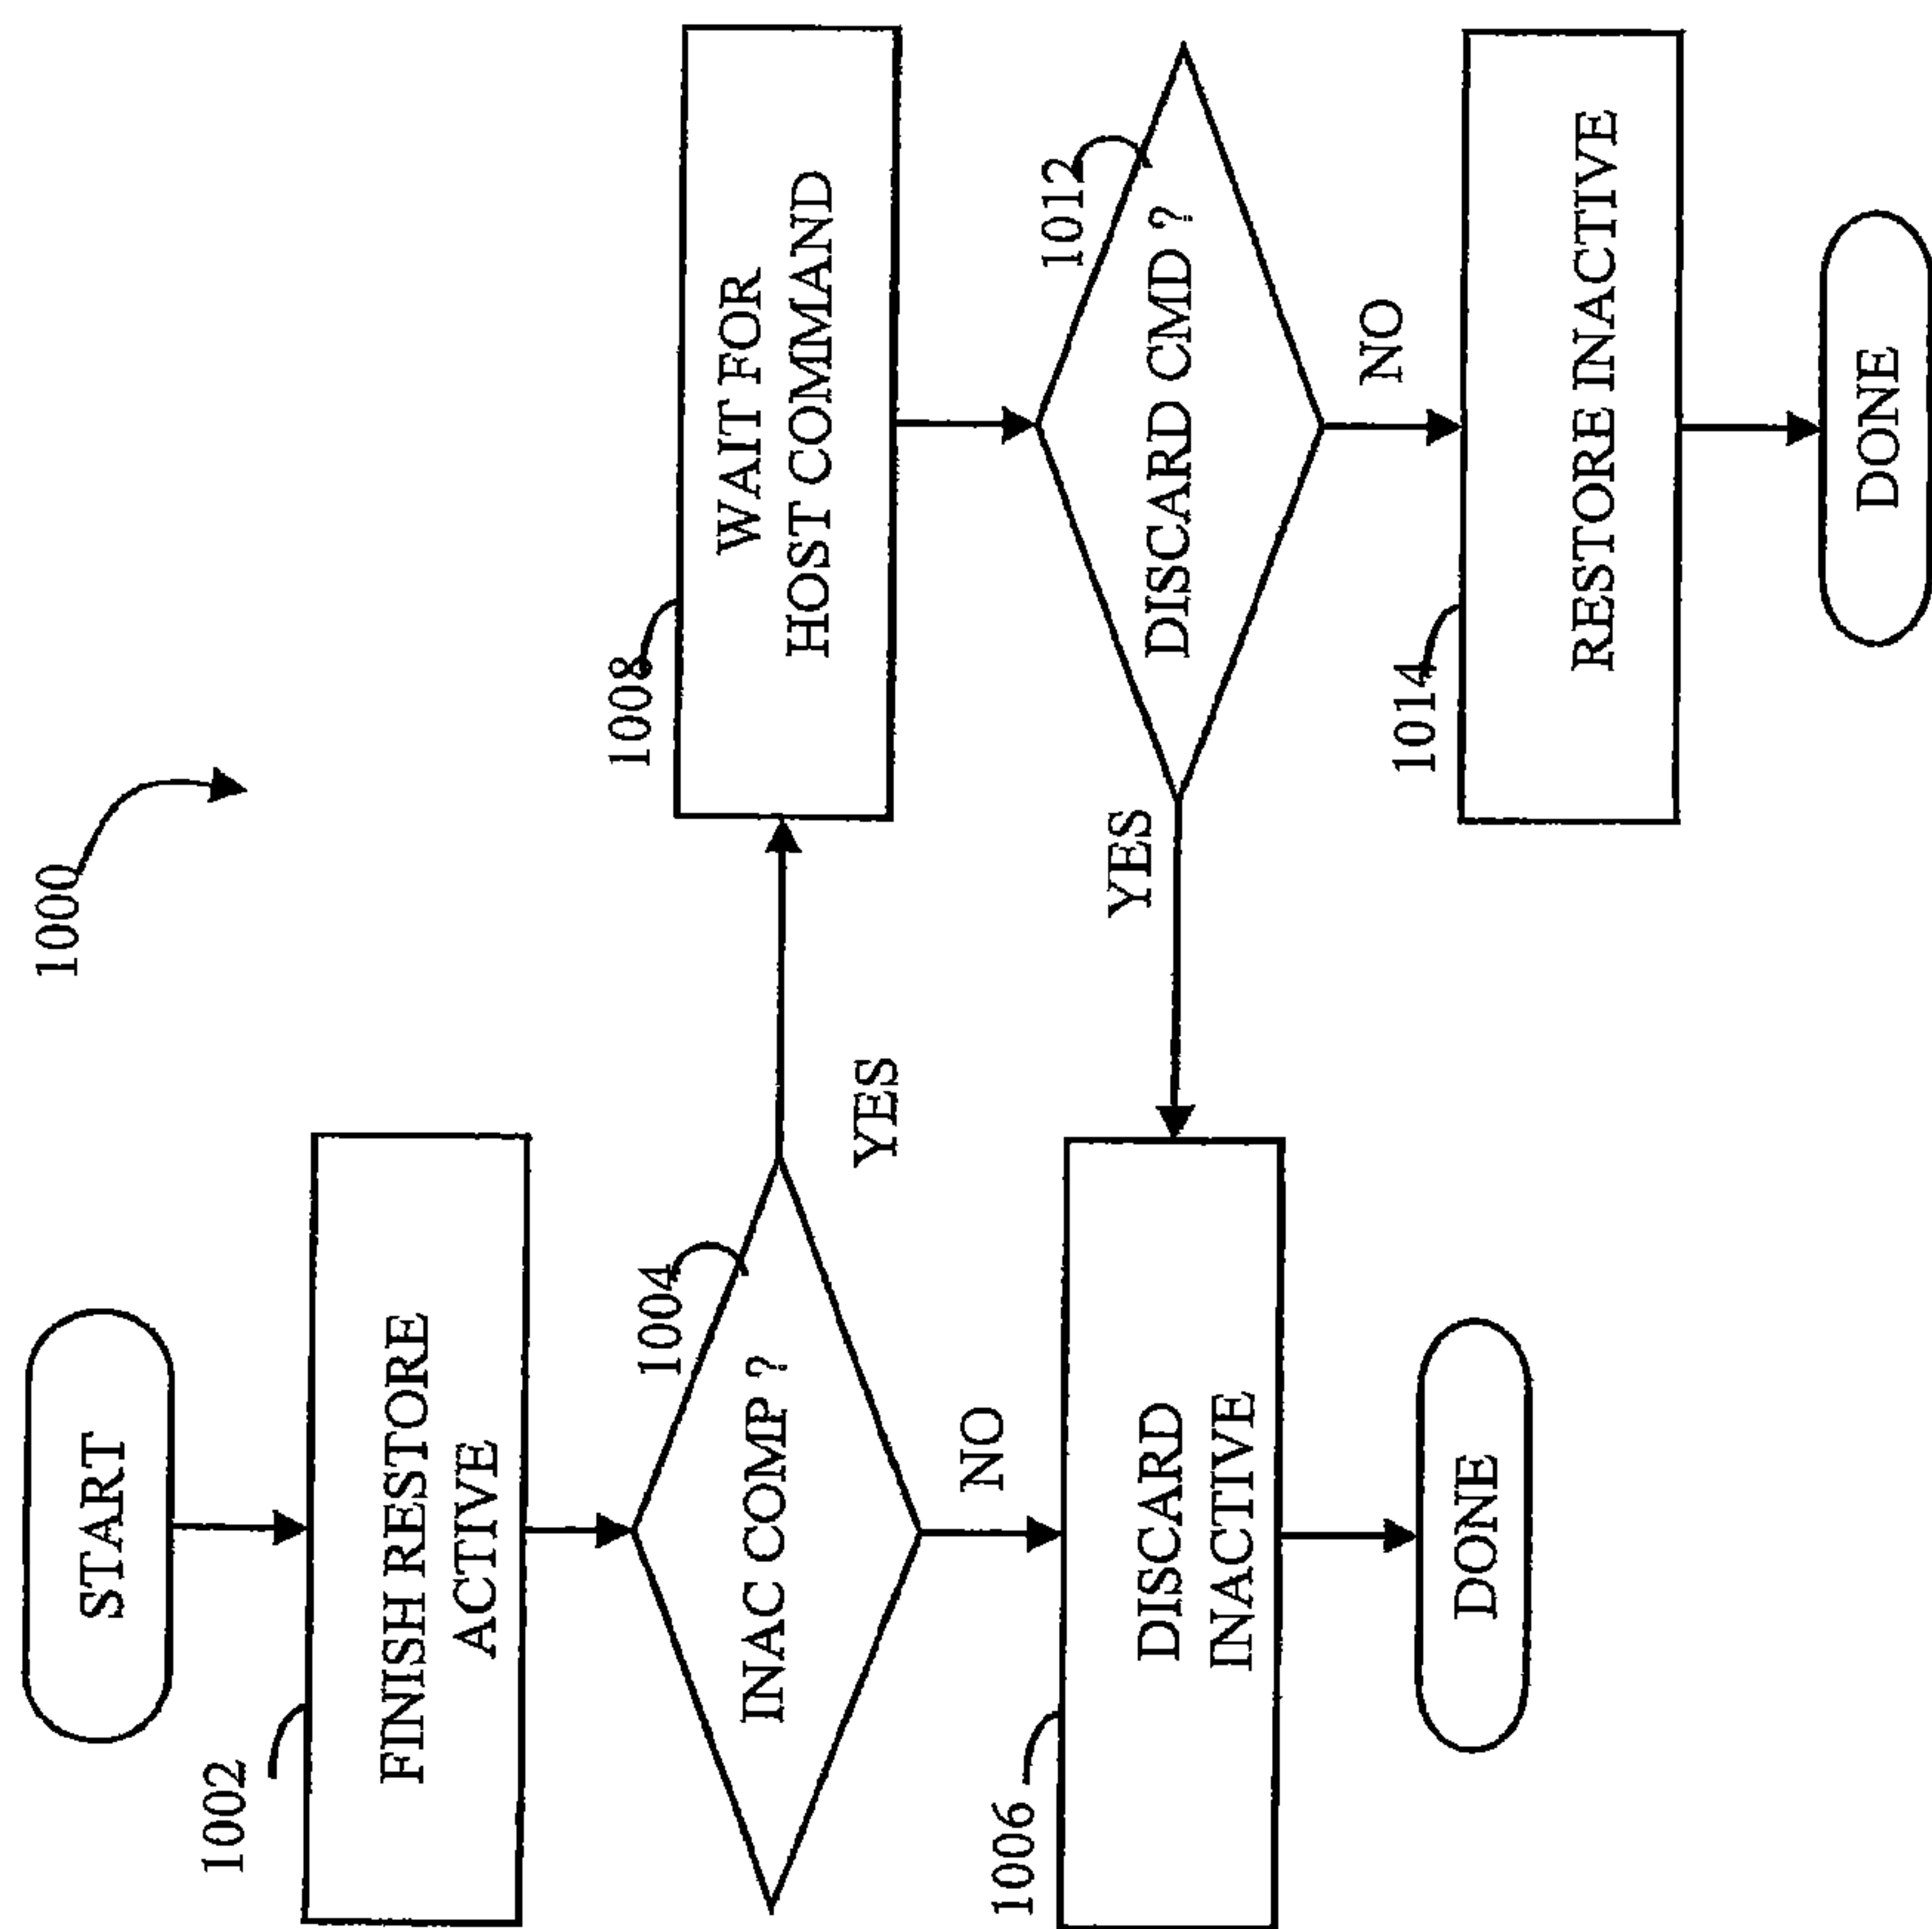 1000
START
1002
FINISH RESTORE
ACTIVE
1004
INAC COMP ?
YES
NO
1006
DISCARD
INACTIVE
DONE
1008
WAIT FOR
HOST COMMAND
1012
DISCARD CMD ?
YES
NO
1014
RESTORE INACTIVE
DONE